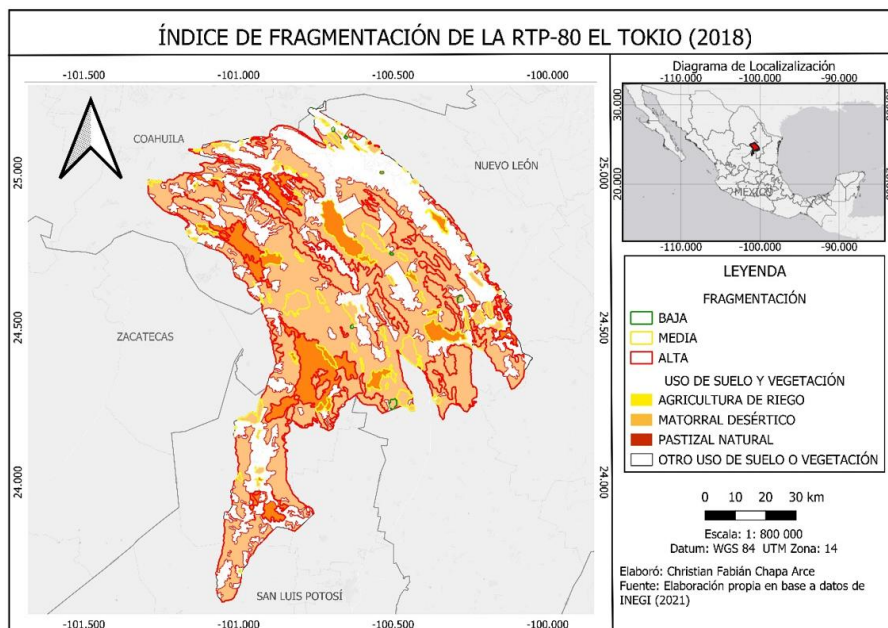 ÍNDICE DE FRAGMENTACIÓN DE LA RTP-80 EL TOKIO (2018)
-101.500
-101.000
-100.500
-100.000
COAHUILA
NUEVO LEÓN
ZACATECAS
SAN LUIS POTOSÍ
25.000
24.500
24.000
25.000
24.500
24.000
-101.500
-101.000
-100.500
-100.000
Diagrama de Localización
-110.000
-100.000
-90.000
30.000
20.000
MÉXICO
-110.000
-100.000
-90.000
LEYENDA
FRAGMENTACIÓN
BAJA
MEDIA
ALTA
USO DE SUELO Y VEGETACIÓN
AGRICULTURA DE RIEGO
MATORRAL DESÉRTICO
PASTIZAL NATURAL
OTRO USO DE SUELO O VEGETACIÓN
0 10 20 30 km
Escala: 1: 800 000
Datum: WGS 84 UTM Zona: 14
Elaboró: Christian Fabián Chapa Arce
Fuente: Elaboración propia en base a datos de
INEGI (2021)